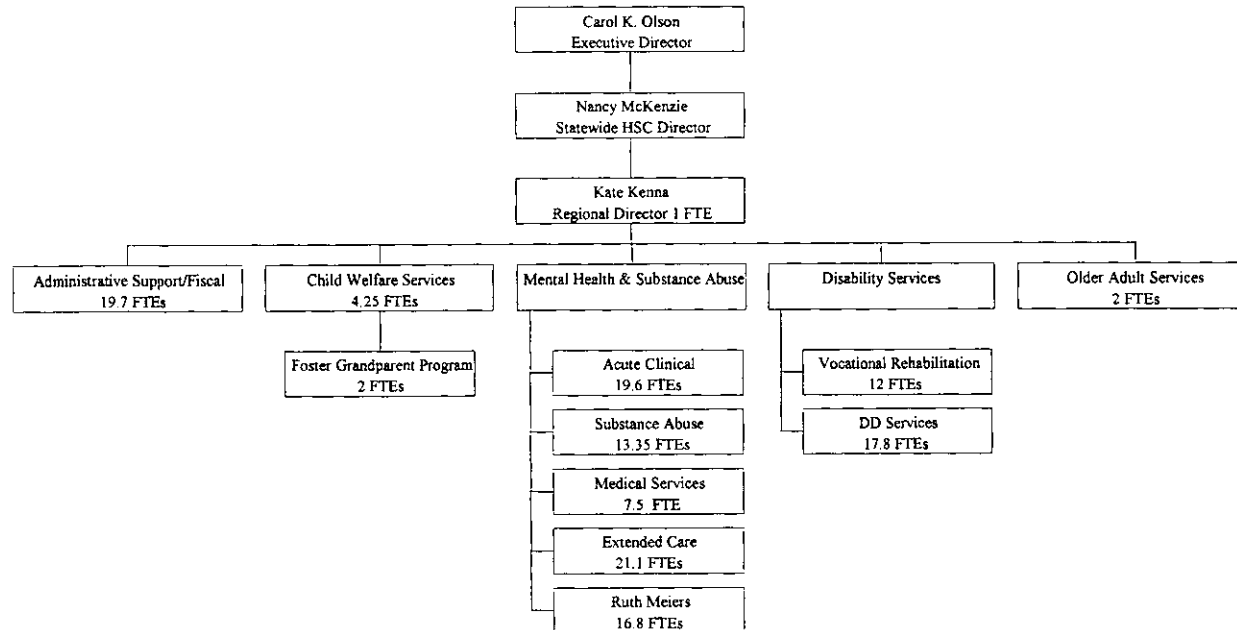 Carol K. Olson
Executive Director
Nancy McKenzie
Statewide HSC Director
Kate Kenna
Regional Director 1 FTE
Administrative Support/Fiscal
19.7 FTEs
Child Welfare Services
4.25 FTEs
Mental Health & Substance Abuse
Disability Services
Older Adult Services
2 FTEs
Foster Grandparent Program
2 FTEs
Acute Clinical
19.6 FTEs
Substance Abuse
13.35 FTEs
Medical Services
7.5 FTE
Extended Care
21.1 FTEs
Ruth Meiers
16.8 FTEs
Vocational Rehabilitation
12 FTEs
DD Services
17.8 FTEs